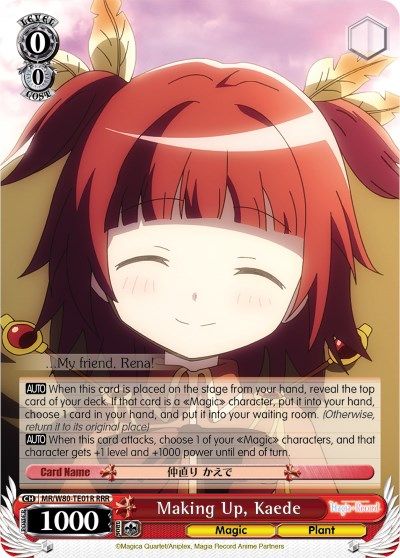 LEVEL
0
0
COST
...My friend, Rena!
AUTO When this card is placed on the stage from your hand, reveal the top
card of your deck. If that card is a «Magic» character, put it into your hand,
choose 1 card in your hand, and put it into your waiting room. (Otherwise,
return it to its original place)
AUTO When this card attacks, choose 1 of your «Magic» characters, and that
character gets +1 level and +1000 power until end of turn.
Card Name 仲直り かえで
CH MR/W80-TE01R RRR
POWER 1000
Making Up, Kaede
Magia Record
Magic Plant
©Magica Quartet/Aniplex, Magia Record Anime Partners